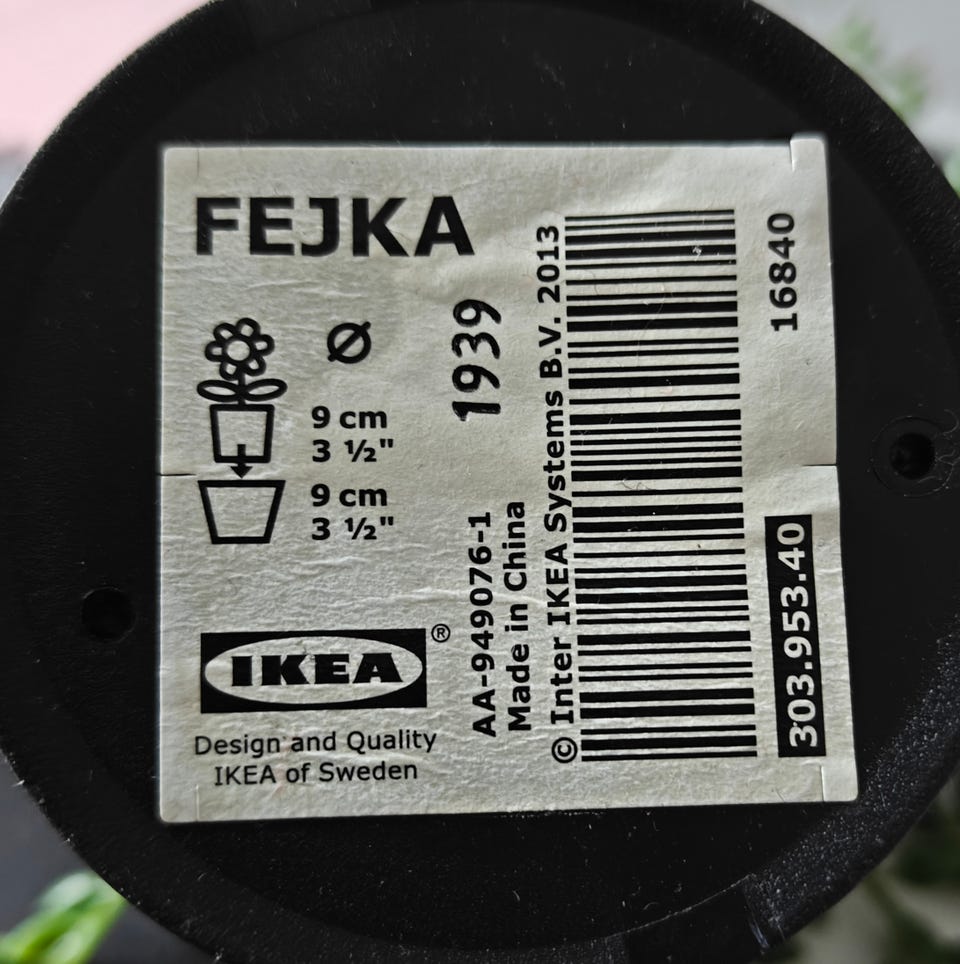 FEJKA
Ø
9 cm
3 ½"
9 cm
3 ½"
IKEA®
Design and Quality
IKEA of Sweden
1939
AA-949076-1
Made in China
© Inter IKEA Systems B.V. 2013
16840
303.953.40